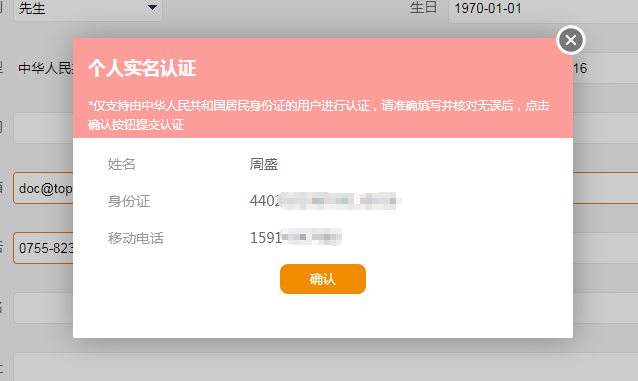 先生
生日
1970-01-01
个人实名认证
中华人民
16
*仅支持由中华人民共和国居民身份证的用户进行认证，请准确填写并核对无误后，点击
确认按钮提交认证
姓名
周盛
doc@top
身份证
4402
移动电话
1591
0755-823
确认